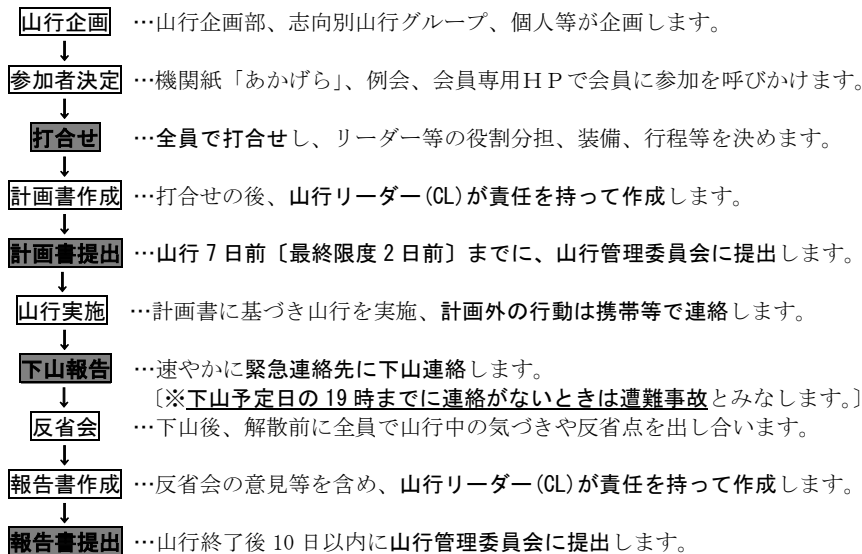 山行企画 …山行企画部、志向別山行グループ、個人等が企画します。
↓
参加者決定 …機関紙「あかげら」、例会、会員専用ＨＰで会員に参加を呼びかけます。
↓
打合せ …全員で打合せし、リーダー等の役割分担、装備、行程等を決めます。
↓
計画書作成 …打合せの後、山行リーダー(CL)が責任を持って作成します。
↓
計画書提出 …山行７日前〔最終限度２日前〕までに、山行管理委員会に提出します。
↓
山行実施 …計画書に基づき山行を実施、計画外の行動は携帯等で連絡します。
↓
下山報告 …速やかに緊急連絡先に下山連絡します。
↓ 〔※下山予定日の 19 時までに連絡がないときは遭難事故とみなします。〕
反省会 …下山後、解散前に全員で山行中の気づきや反省点を出し合います。
↓
報告書作成 …反省会の意見等を含め、山行リーダー(CL)が責任を持って作成します。
↓
報告書提出 …山行終了後 10 日以内に山行管理委員会に提出します。